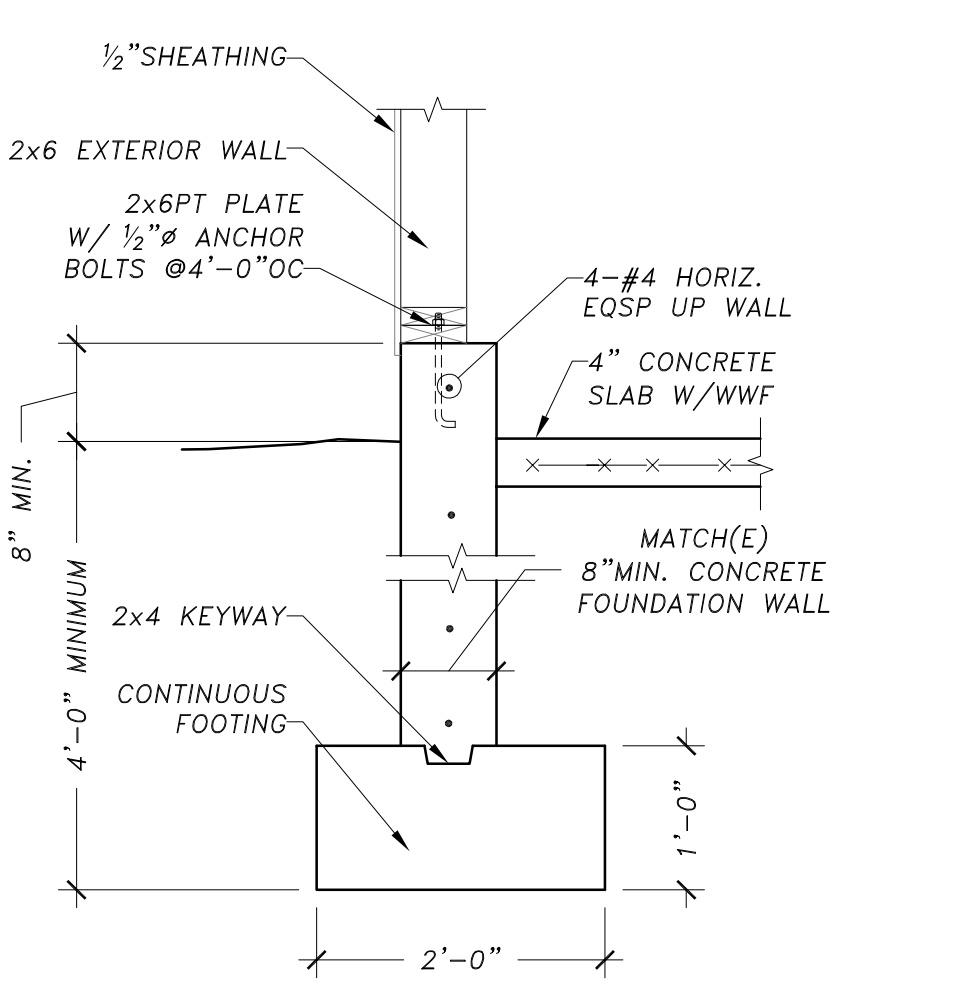 ½"SHEATHING
2x6 EXTERIOR WALL
2x6PT PLATE
W/ ½"ø ANCHOR
BOLTS @4'-0"OC
4-#4 HORIZ.
EQSP UP WALL
4" CONCRETE
SLAB W/WWF
8" MIN.
MATCH(E)
8"MIN. CONCRETE
FOUNDATION WALL
4'-0" MINIMUM
2x4 KEYWAY
CONTINUOUS
FOOTING
1'-0"
2'-0"